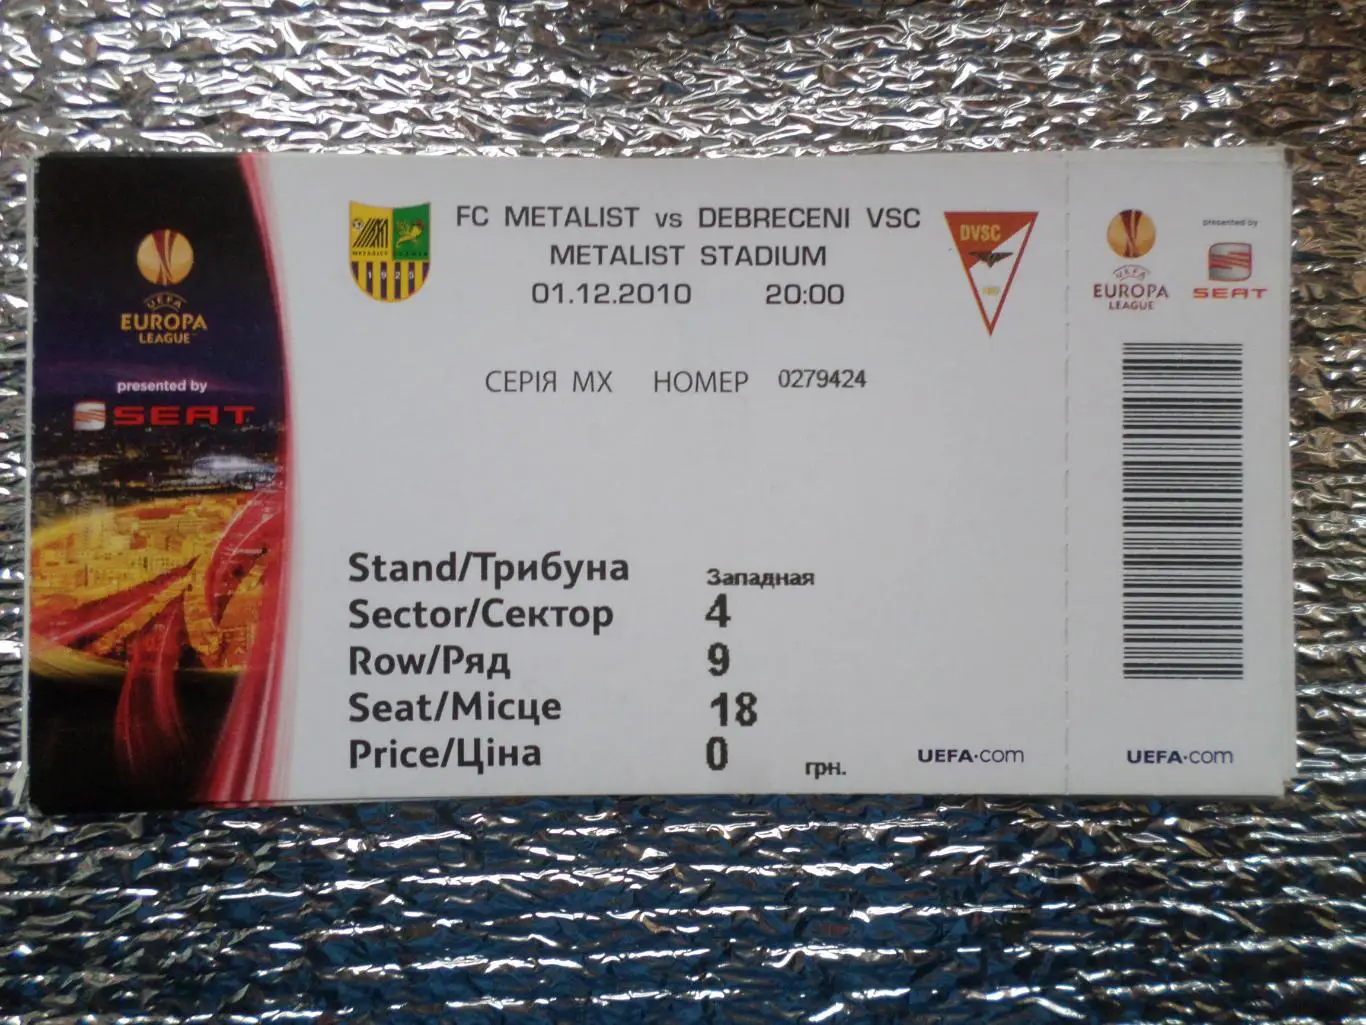 UEFA
EUROPA
LEAGUE
presented by
SEAT
METALIST
1925
FC METALIST vs DEBRECENI VSC
METALIST STADIUM
01.12.2010 20:00
DVSC
СЕРІЯ МХ НОМЕР 0279424
Stand/Трибуна Западная
Sector/Сектор 4
Row/Ряд 9
Seat/Місце 18
Price/Ціна 0 грн.
UEFA.com
UEFA
EUROPA
LEAGUE
presented by
SEAT
UEFA.com